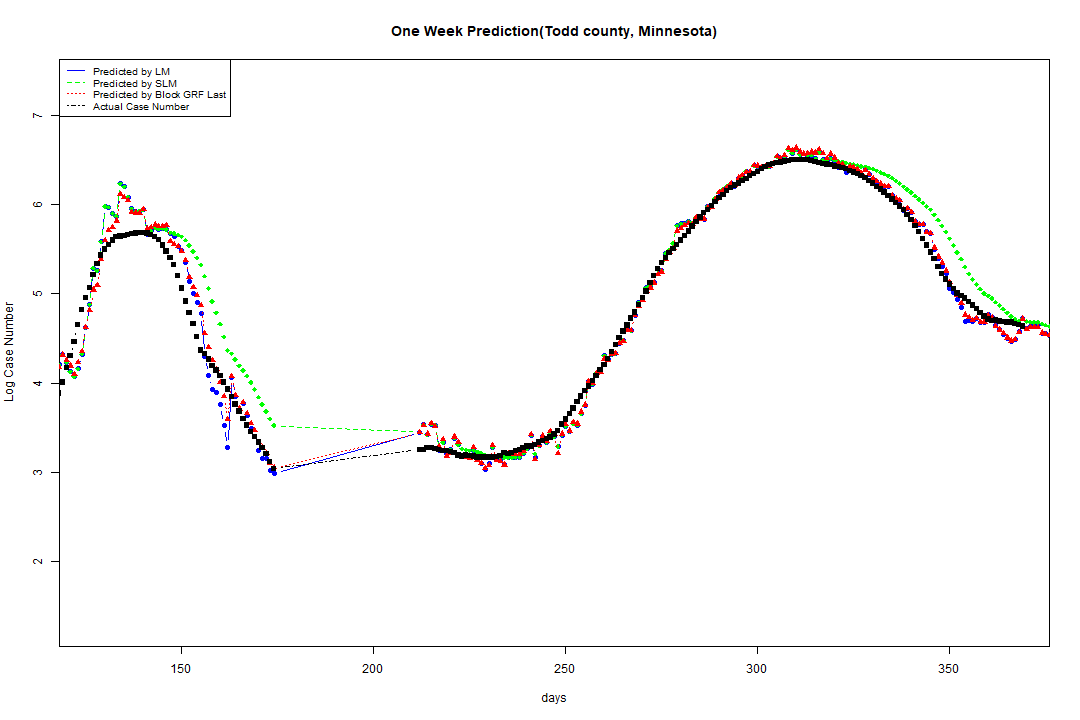 One Week Prediction(Todd county, Minnesota)
Predicted by LM
Predicted by SLM
Predicted by Block GRF Last
Actual Case Number
7
6
5
4
3
2
Log Case Number
150 200 250 300 350
days